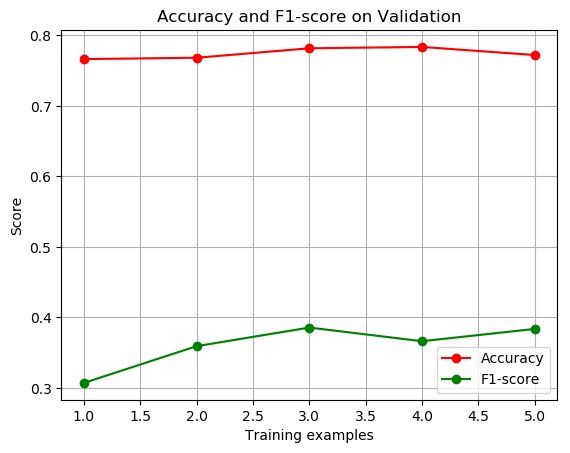 Accuracy and F1-score on Validation
0.8
0.7
0.6
0.5
0.4
0.3
Score
Accuracy
F1-score
1.0 1.5 2.0 2.5 3.0 3.5 4.0 4.5 5.0
Training examples